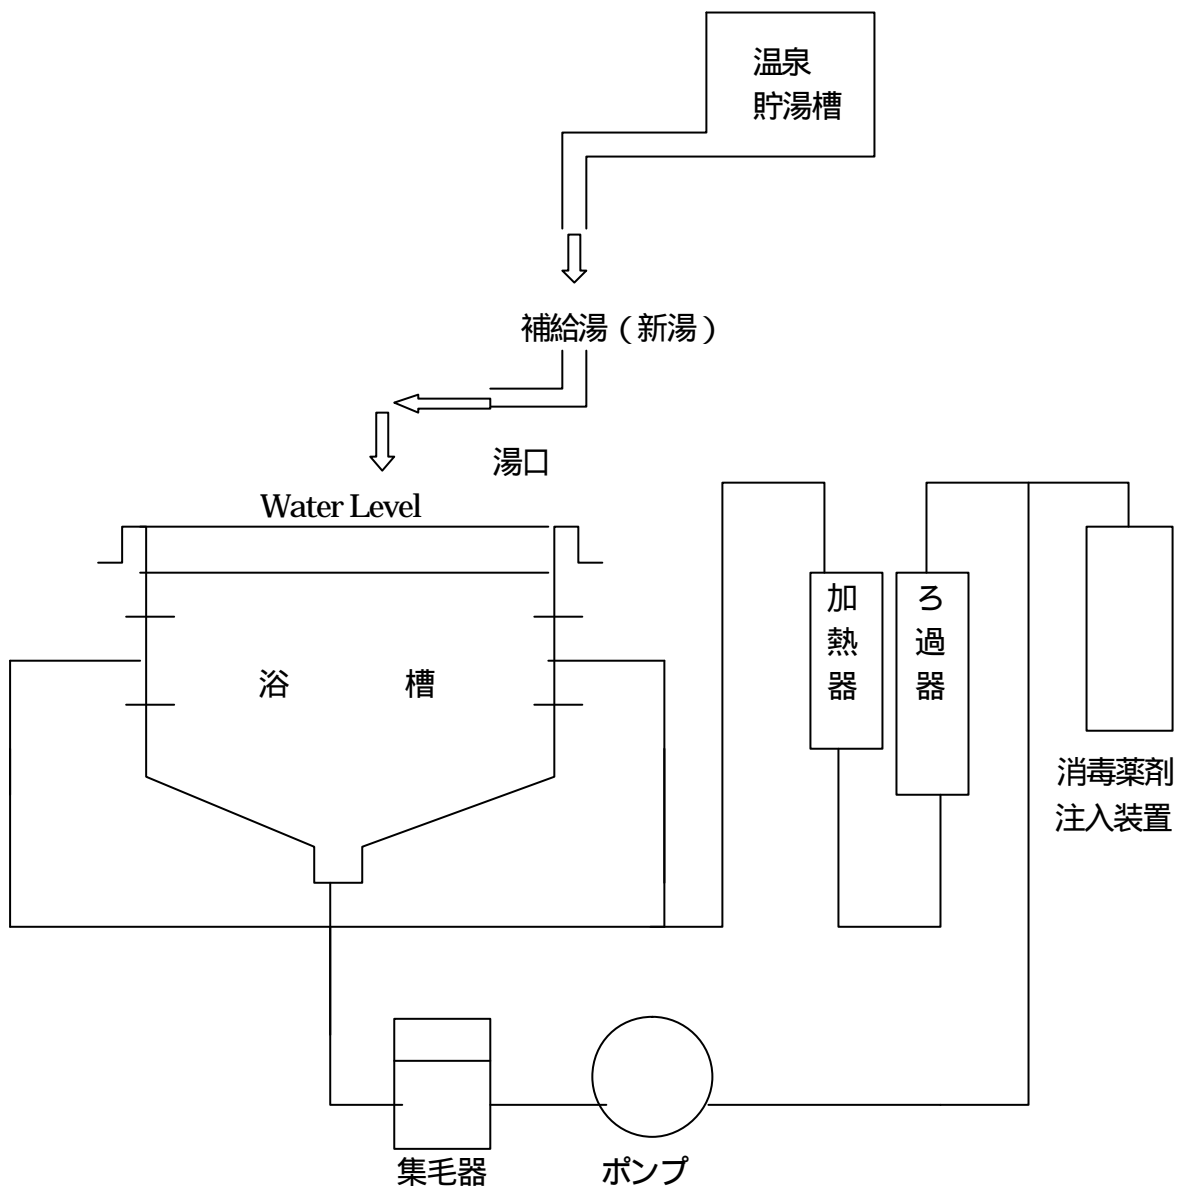 温泉
貯湯槽
補給湯（新湯）
湯口
Water Level
加熱器
ろ過器
浴 槽
消毒薬剤
注入装置
集毛器
ポンプ